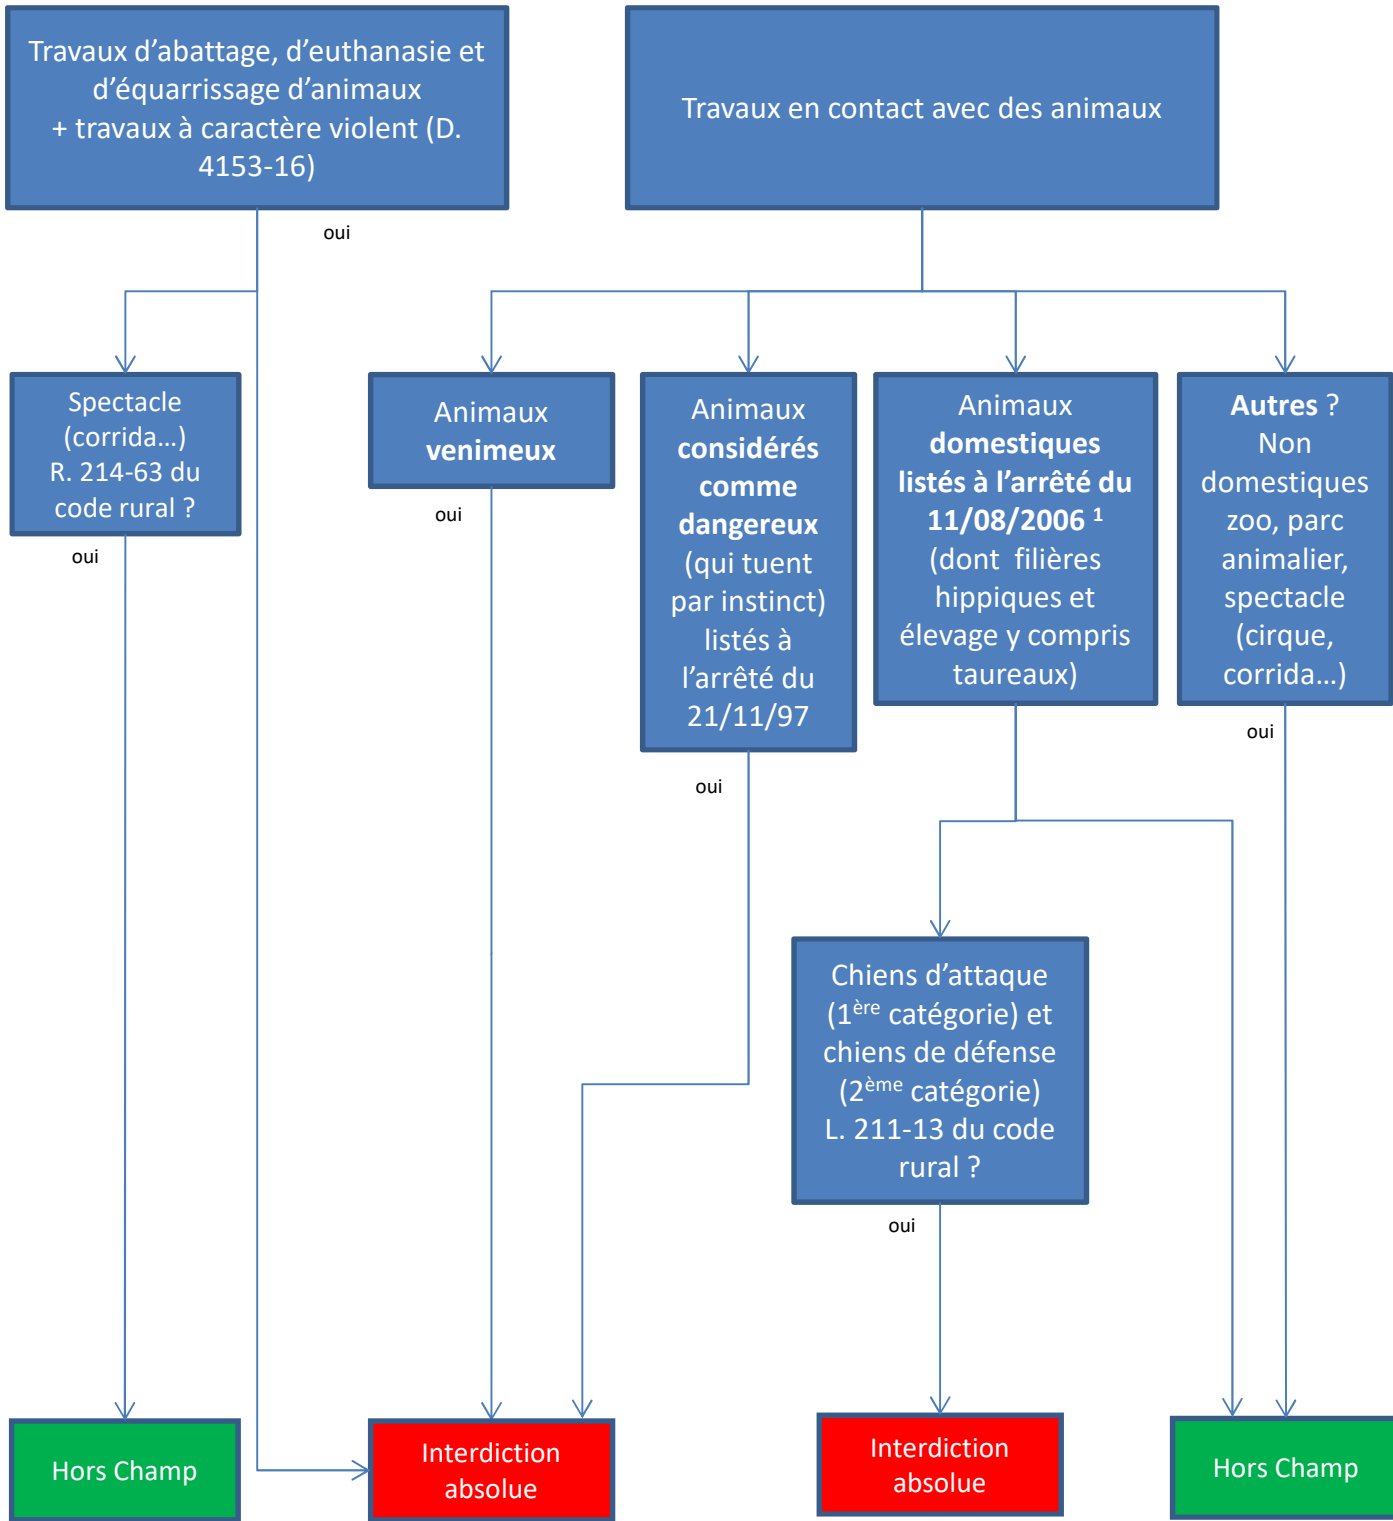 Travaux d’abattage, d’euthanasie et
d’équarrissage d’animaux
+ travaux à caractère violent (D.
4153-16)
Travaux en contact avec des animaux
oui
Spectacle
(corrida…)
R. 214-63 du
code rural ?
oui
Animaux
venimeux
oui
Animaux
considérés
comme
dangereux
(qui tuent
par instinct)
listés à
l’arrêté du
21/11/97
oui
Animaux
domestiques
listés à l’arrêté du
11/08/2006 ¹
(dont filières
hippiques et
élevage y compris
taureaux)
Autres ?
Non
domestiques
zoo, parc
animalier,
spectacle
(cirque,
corrida…)
oui
Chiens d’attaque
(1ère catégorie) et
chiens de défense
(2ème catégorie)
L. 211-13 du code
rural ?
oui
Hors Champ
Interdiction
absolue
Interdiction
absolue
Hors Champ